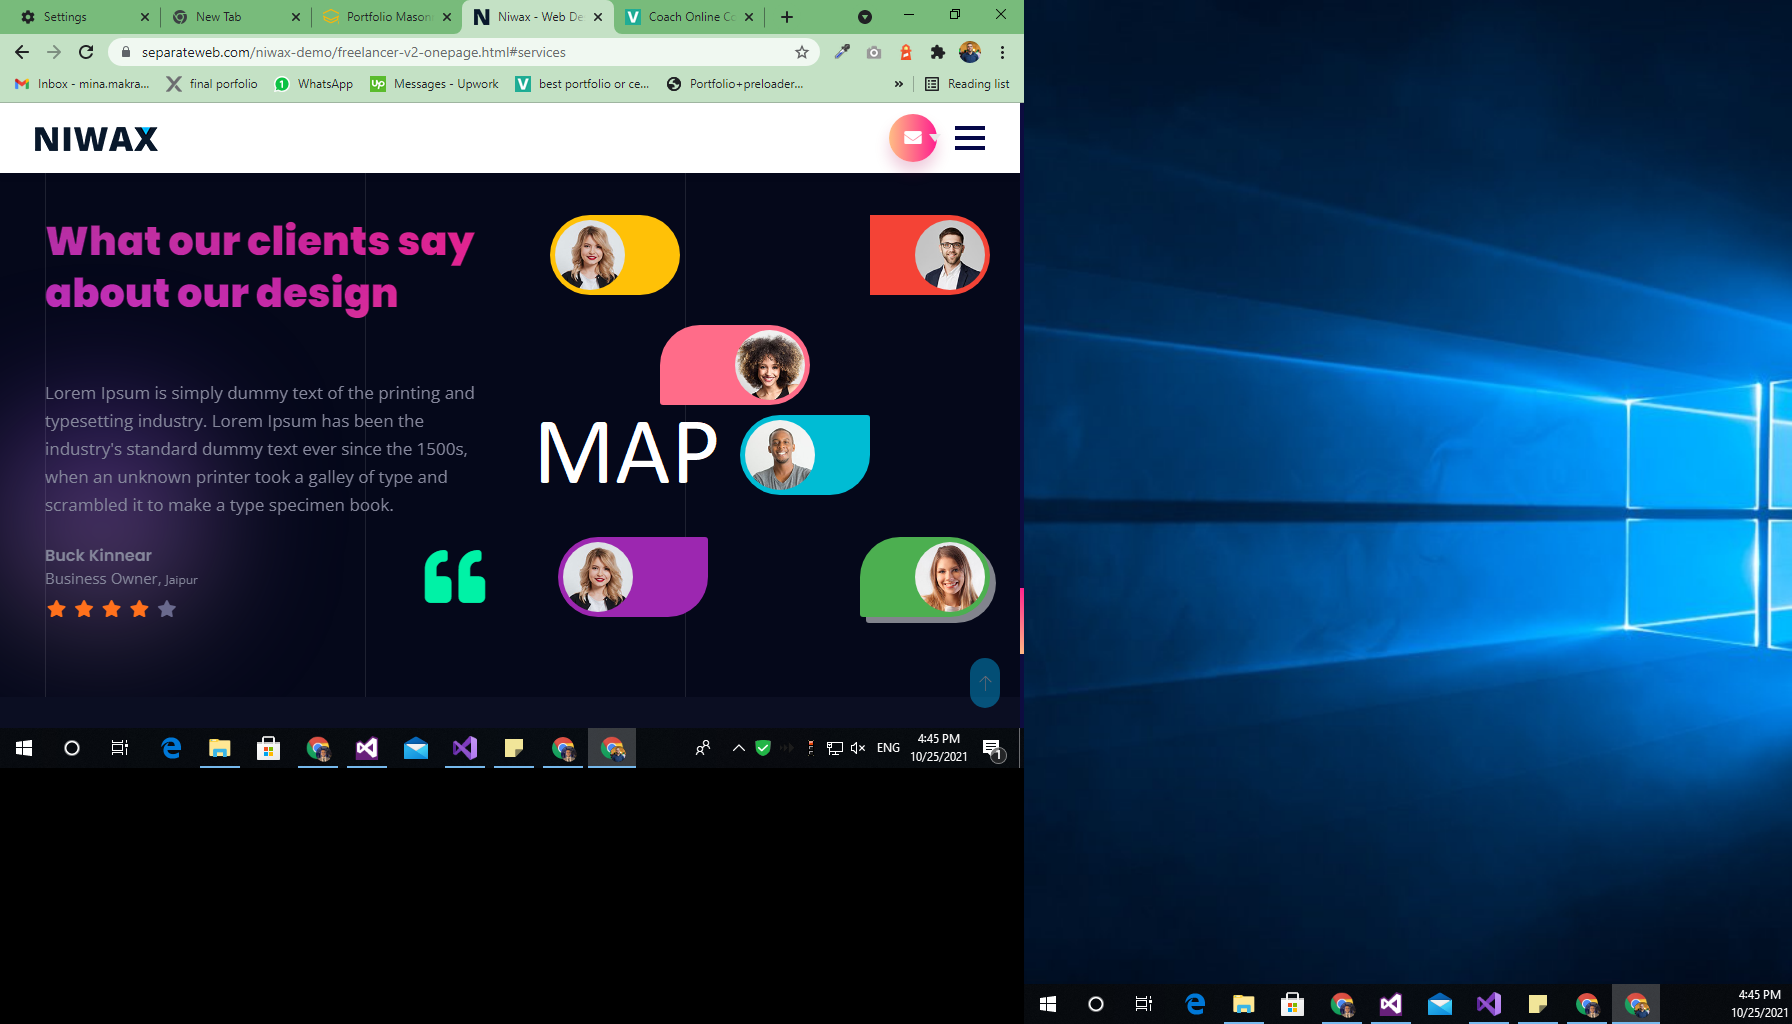 Settings
New Tab
Portfolio Mason
Niwax - Web De
Coach Online Co
separateweb.com/niwax-demo/freelancer-v2-onepage.html#services
Inbox - mina.makra...
final porfolio
WhatsApp
Messages - Upwork
best portfolio or ce...
Portfolio+preloader...
»
Reading list
NIWAX
What our clients say
about our design
Lorem Ipsum is simply dummy text of the printing and
typesetting industry. Lorem Ipsum has been the
industry's standard dummy text ever since the 1500s,
when an unknown printer took a galley of type and
scrambled it to make a type specimen book.
Buck Kinnear
Business Owner, Jaipur
MAP
ENG
4:45 PM
10/25/2021
1
4:45 PM
10/25/2021